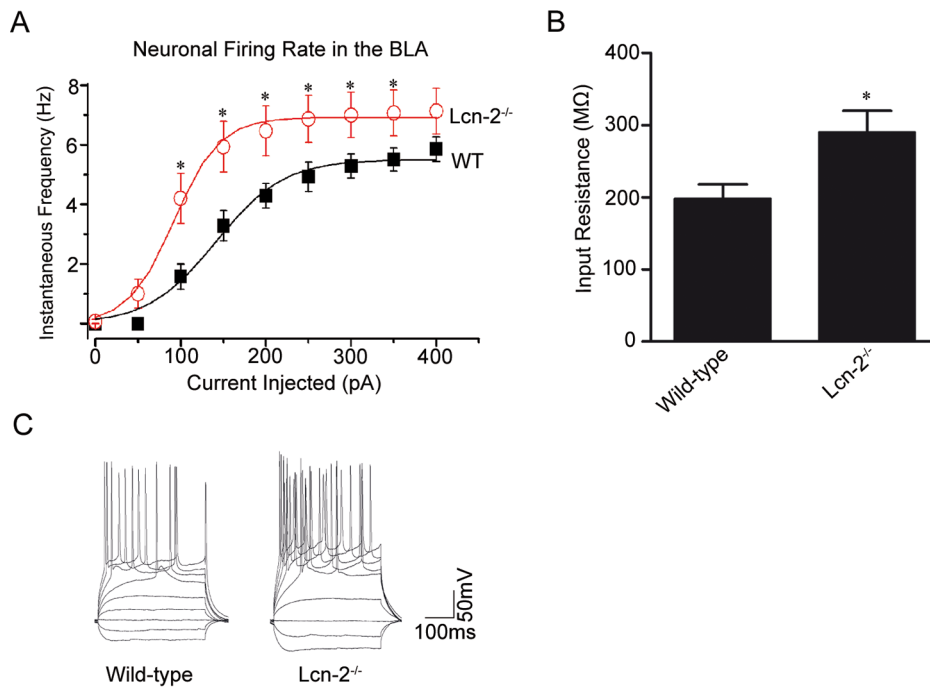 A
Neuronal Firing Rate in the BLA
Instantaneous Frequency (Hz)
8
6
4
2
* * * * * *
Lcn-2⁻/⁻
WT
0 100 200 300 400
Current Injected (pA)
B
Input Resistance (MΩ)
400
300
200
100
0
*
Wild-type
Lcn-2⁻/⁻
C
50mV
100ms
Wild-type
Lcn-2⁻/⁻